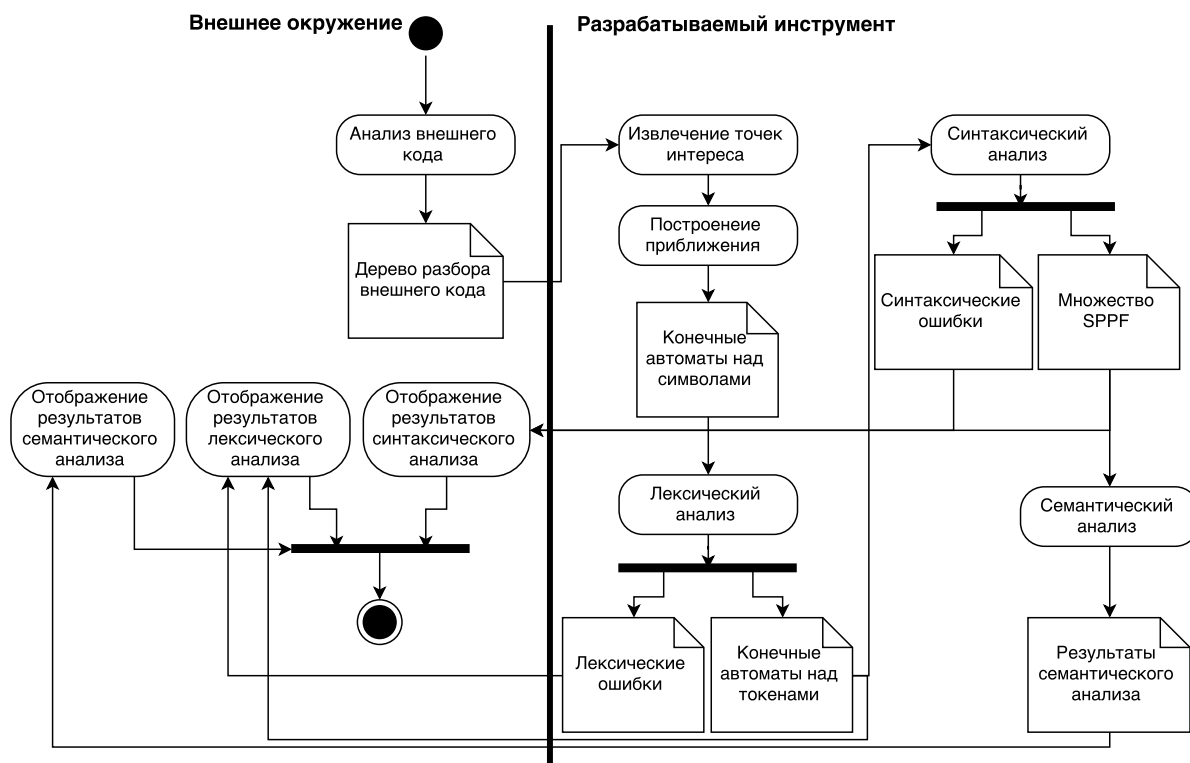 Внешнее окружение
Разрабатываемый инструмент
Анализ внешнего
кода
Извлечение точек
интереса
Синтаксический
анализ
Построенеие
приближения
Дерево разбора
внешнего кода
Синтаксические
ошибки
Множество
SPPF
Конечные
автоматы над
символами
Отображение
результатов
семантического
анализа
Отображение
результатов
лексического
анализа
Отображение
результатов
синтаксического
анализа
Лексический
анализ
Семантический
анализ
Лексические
ошибки
Конечные
автоматы над
токенами
Результаты
семантического
анализа